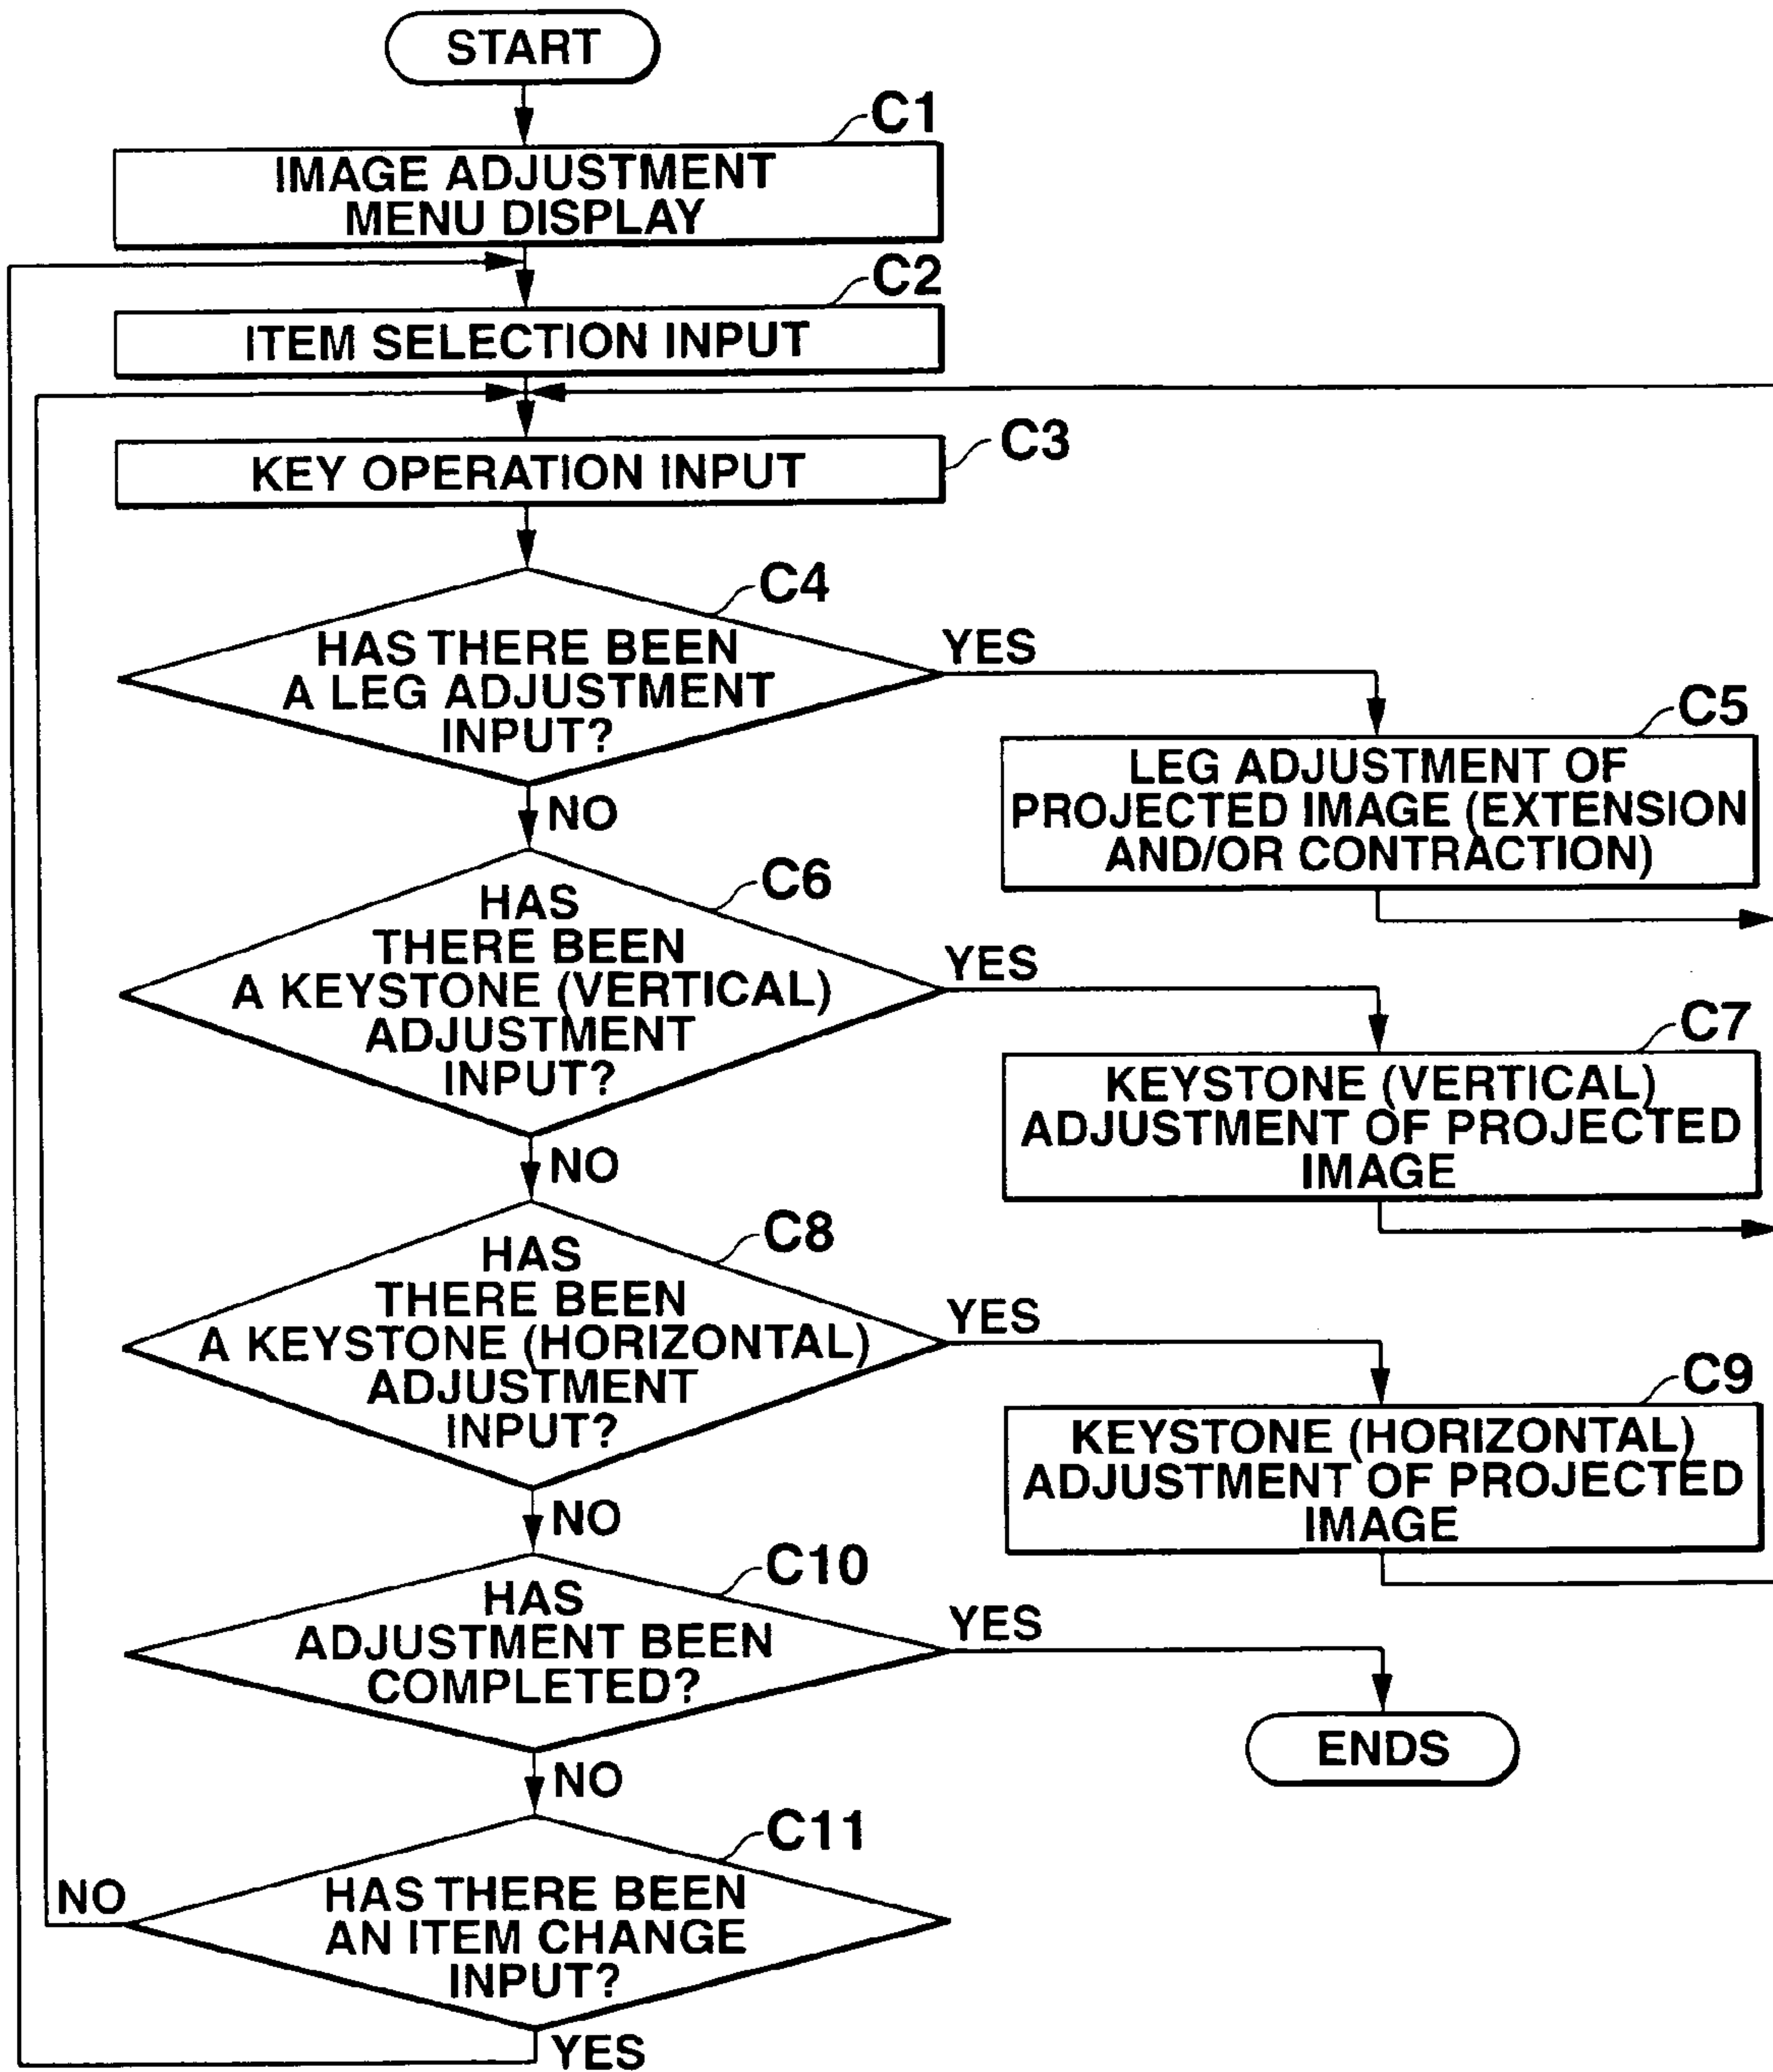 START
C1
IMAGE ADJUSTMENT
MENU DISPLAY
C2
ITEM SELECTION INPUT
C3
KEY OPERATION INPUT
C4
HAS THERE BEEN
A LEG ADJUSTMENT
INPUT?
YES
NO
C5
LEG ADJUSTMENT OF
PROJECTED IMAGE (EXTENSION
AND/OR CONTRACTION)
C6
HAS
THERE BEEN
A KEYSTONE (VERTICAL)
ADJUSTMENT
INPUT?
YES
NO
C7
KEYSTONE (VERTICAL)
ADJUSTMENT OF PROJECTED
IMAGE
C8
HAS
THERE BEEN
A KEYSTONE (HORIZONTAL)
ADJUSTMENT
INPUT?
YES
NO
C9
KEYSTONE (HORIZONTAL)
ADJUSTMENT OF PROJECTED
IMAGE
C10
HAS
ADJUSTMENT BEEN
COMPLETED?
YES
NO
ENDS
C11
HAS THERE BEEN
AN ITEM CHANGE
INPUT?
NO
YES